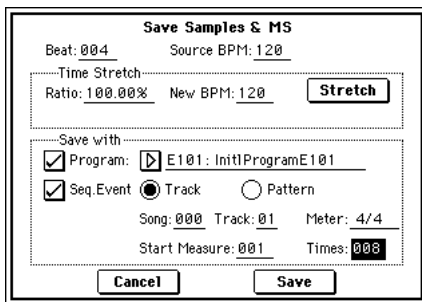 Save Samples & MS
Beat: 004 Source BPM: 120
Time Stretch
Ratio: 100.00% New BPM: 120 Stretch
Save with
Program: E101: InitlProgramE101
Seq.Event Track Pattern
Song: 000 Track: 01 Meter: 4/4
Start Measure: 001 Times: 008
Cancel Save